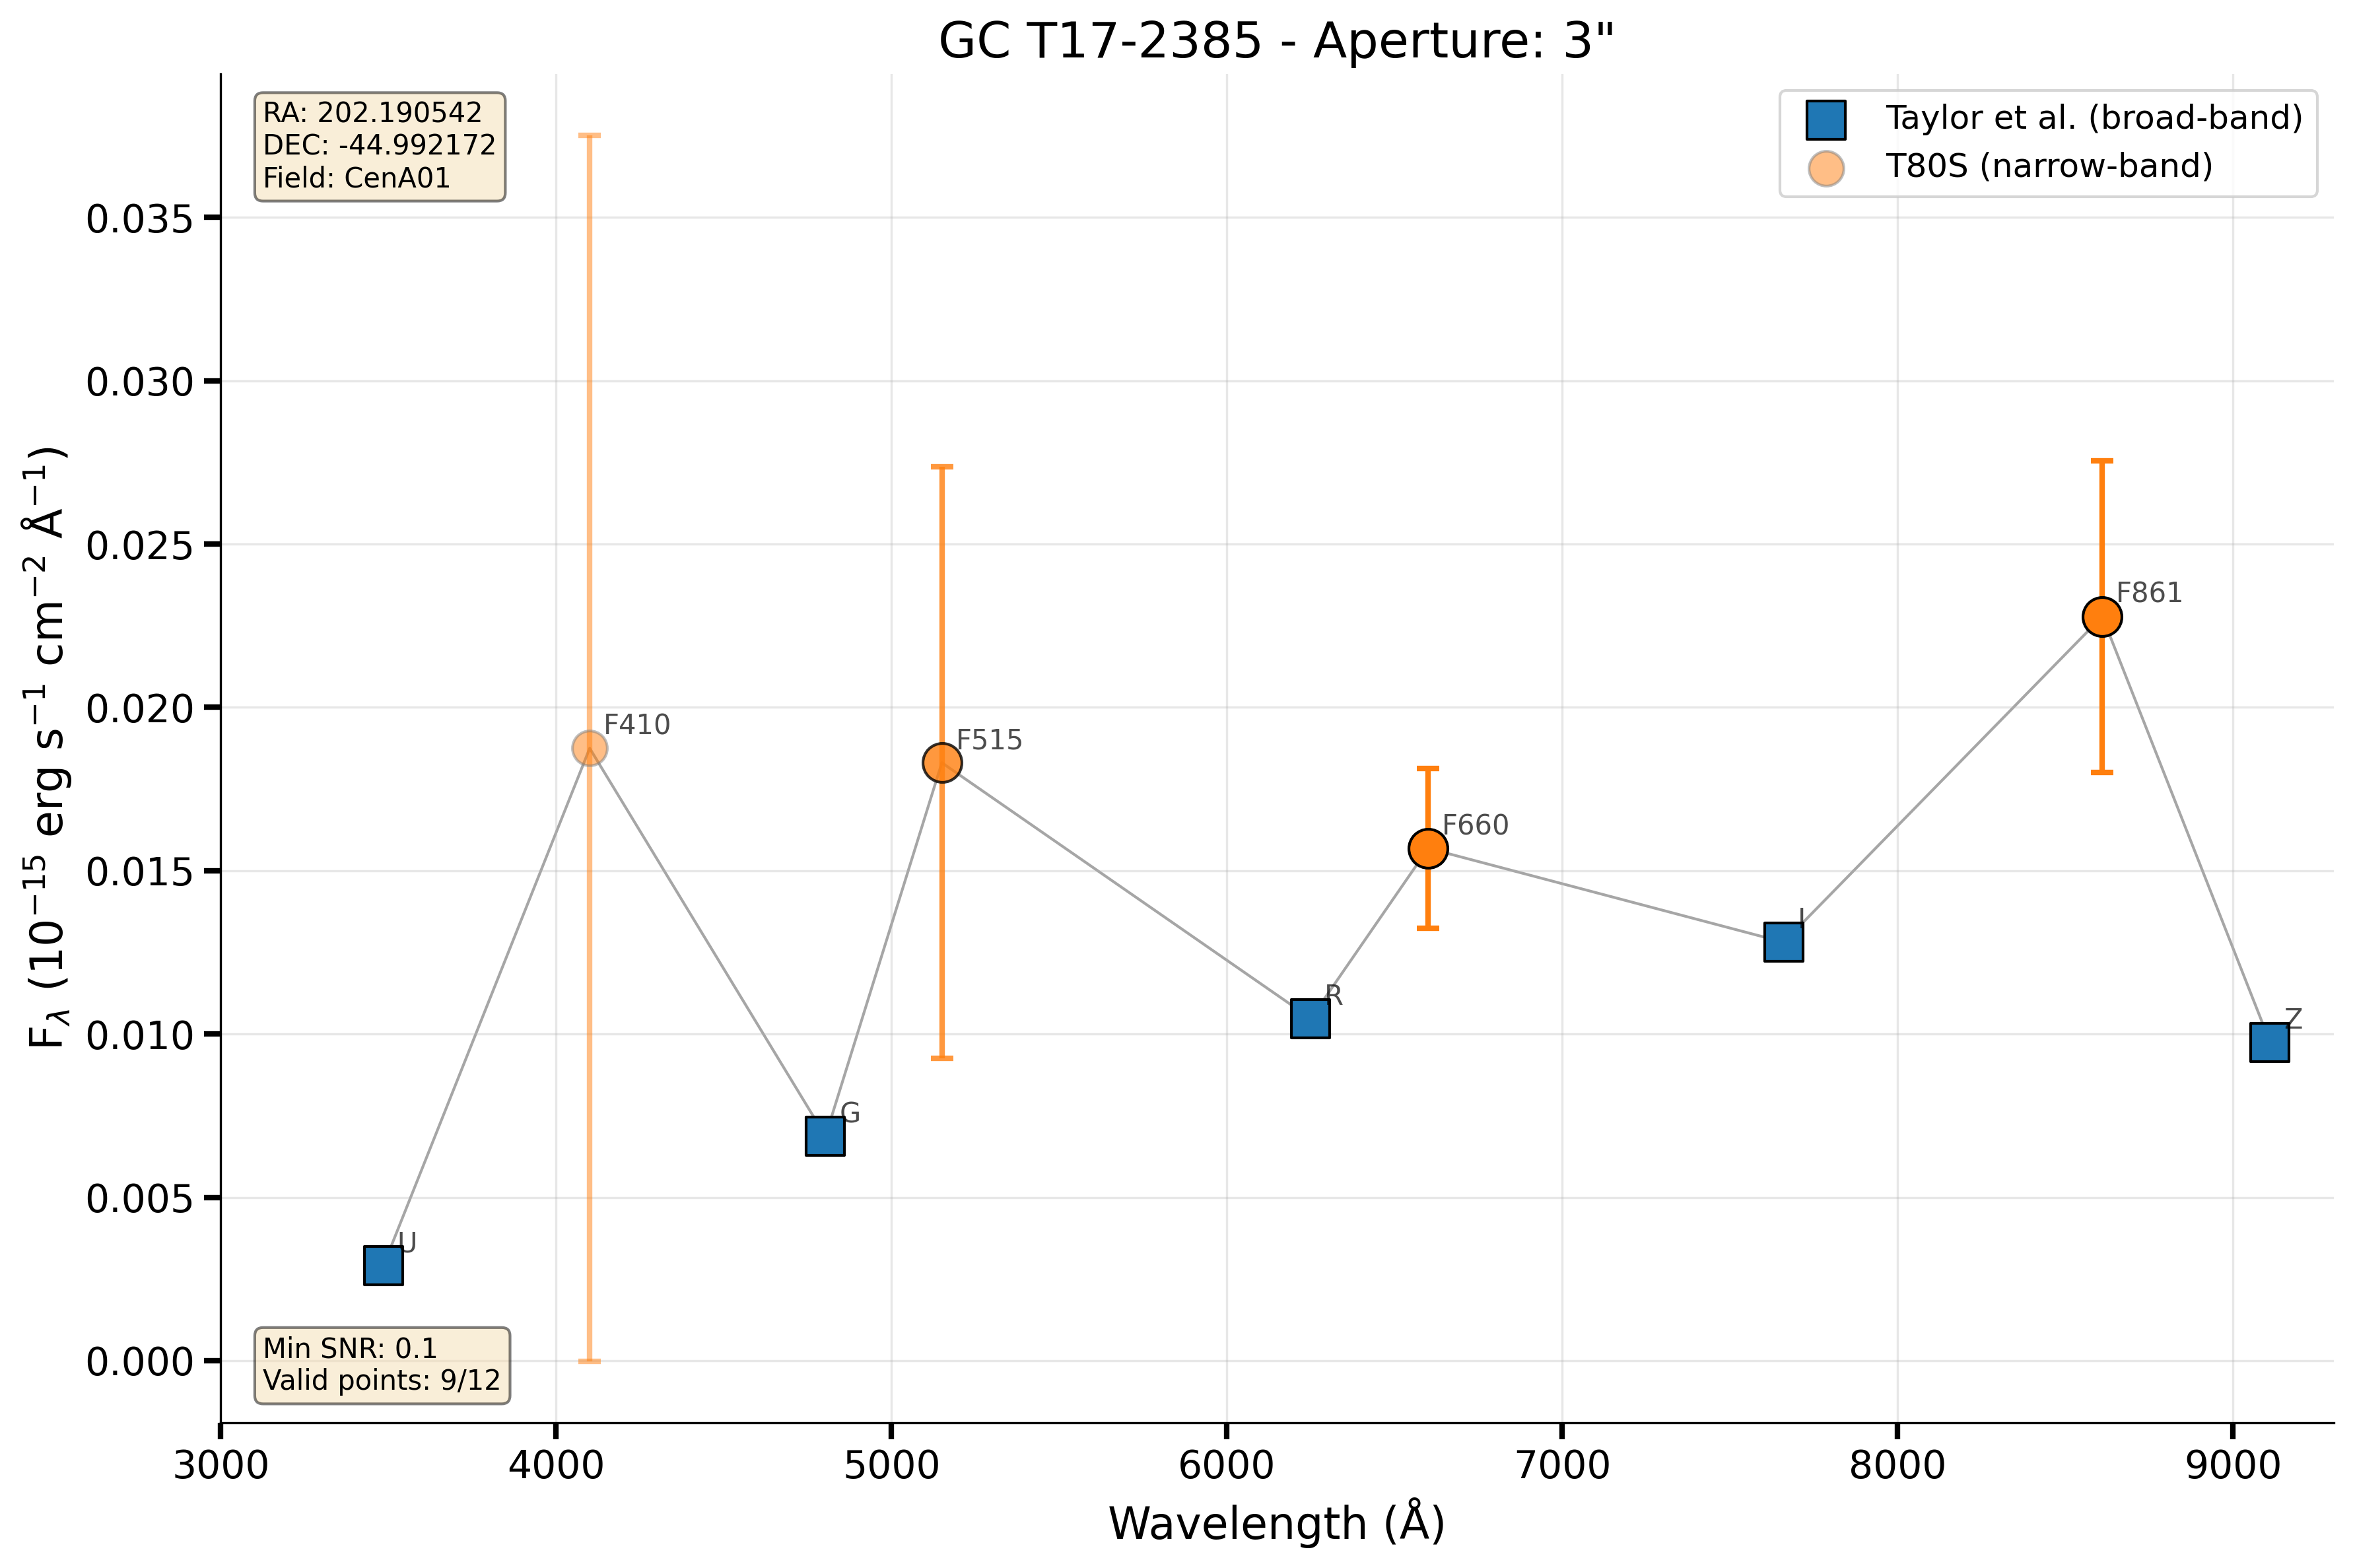 GC T17-2385 - Aperture: 3"
RA: 202.190542
DEC: -44.992172
Field: CenA01
Taylor et al. (broad-band)
T80S (narrow-band)
F_λ (10⁻¹⁵ erg s⁻¹ cm⁻² Å⁻¹)
0.035
0.030
0.025
0.020
0.015
0.010
0.005
0.000
U
F410
G
F515
R
F660
I
F861
Z
Min SNR: 0.1
Valid points: 9/12
3000 4000 5000 6000 7000 8000 9000
Wavelength (Å)